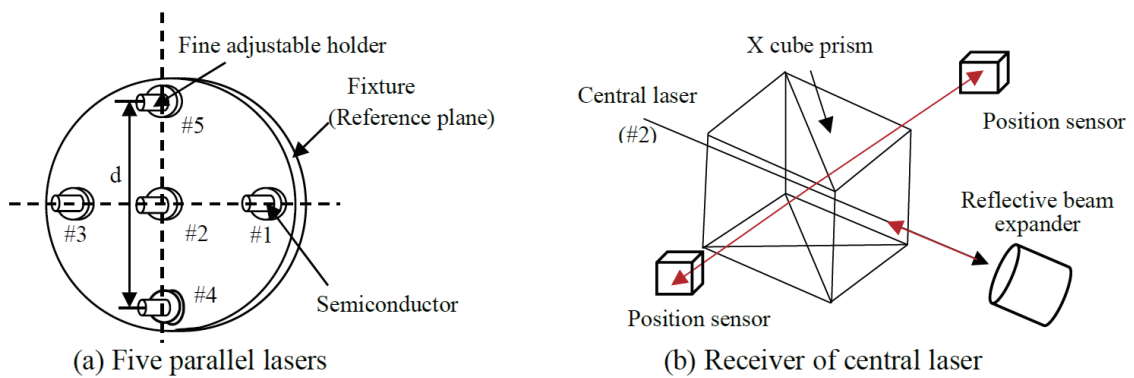 Fine adjustable holder
Fixture
(Reference plane)
#5
d
#3
#2
#1
#4
Semiconductor
(a) Five parallel lasers
X cube prism
Central laser
(#2)
Position sensor
Reflective beam
expander
Position sensor
(b) Receiver of central laser